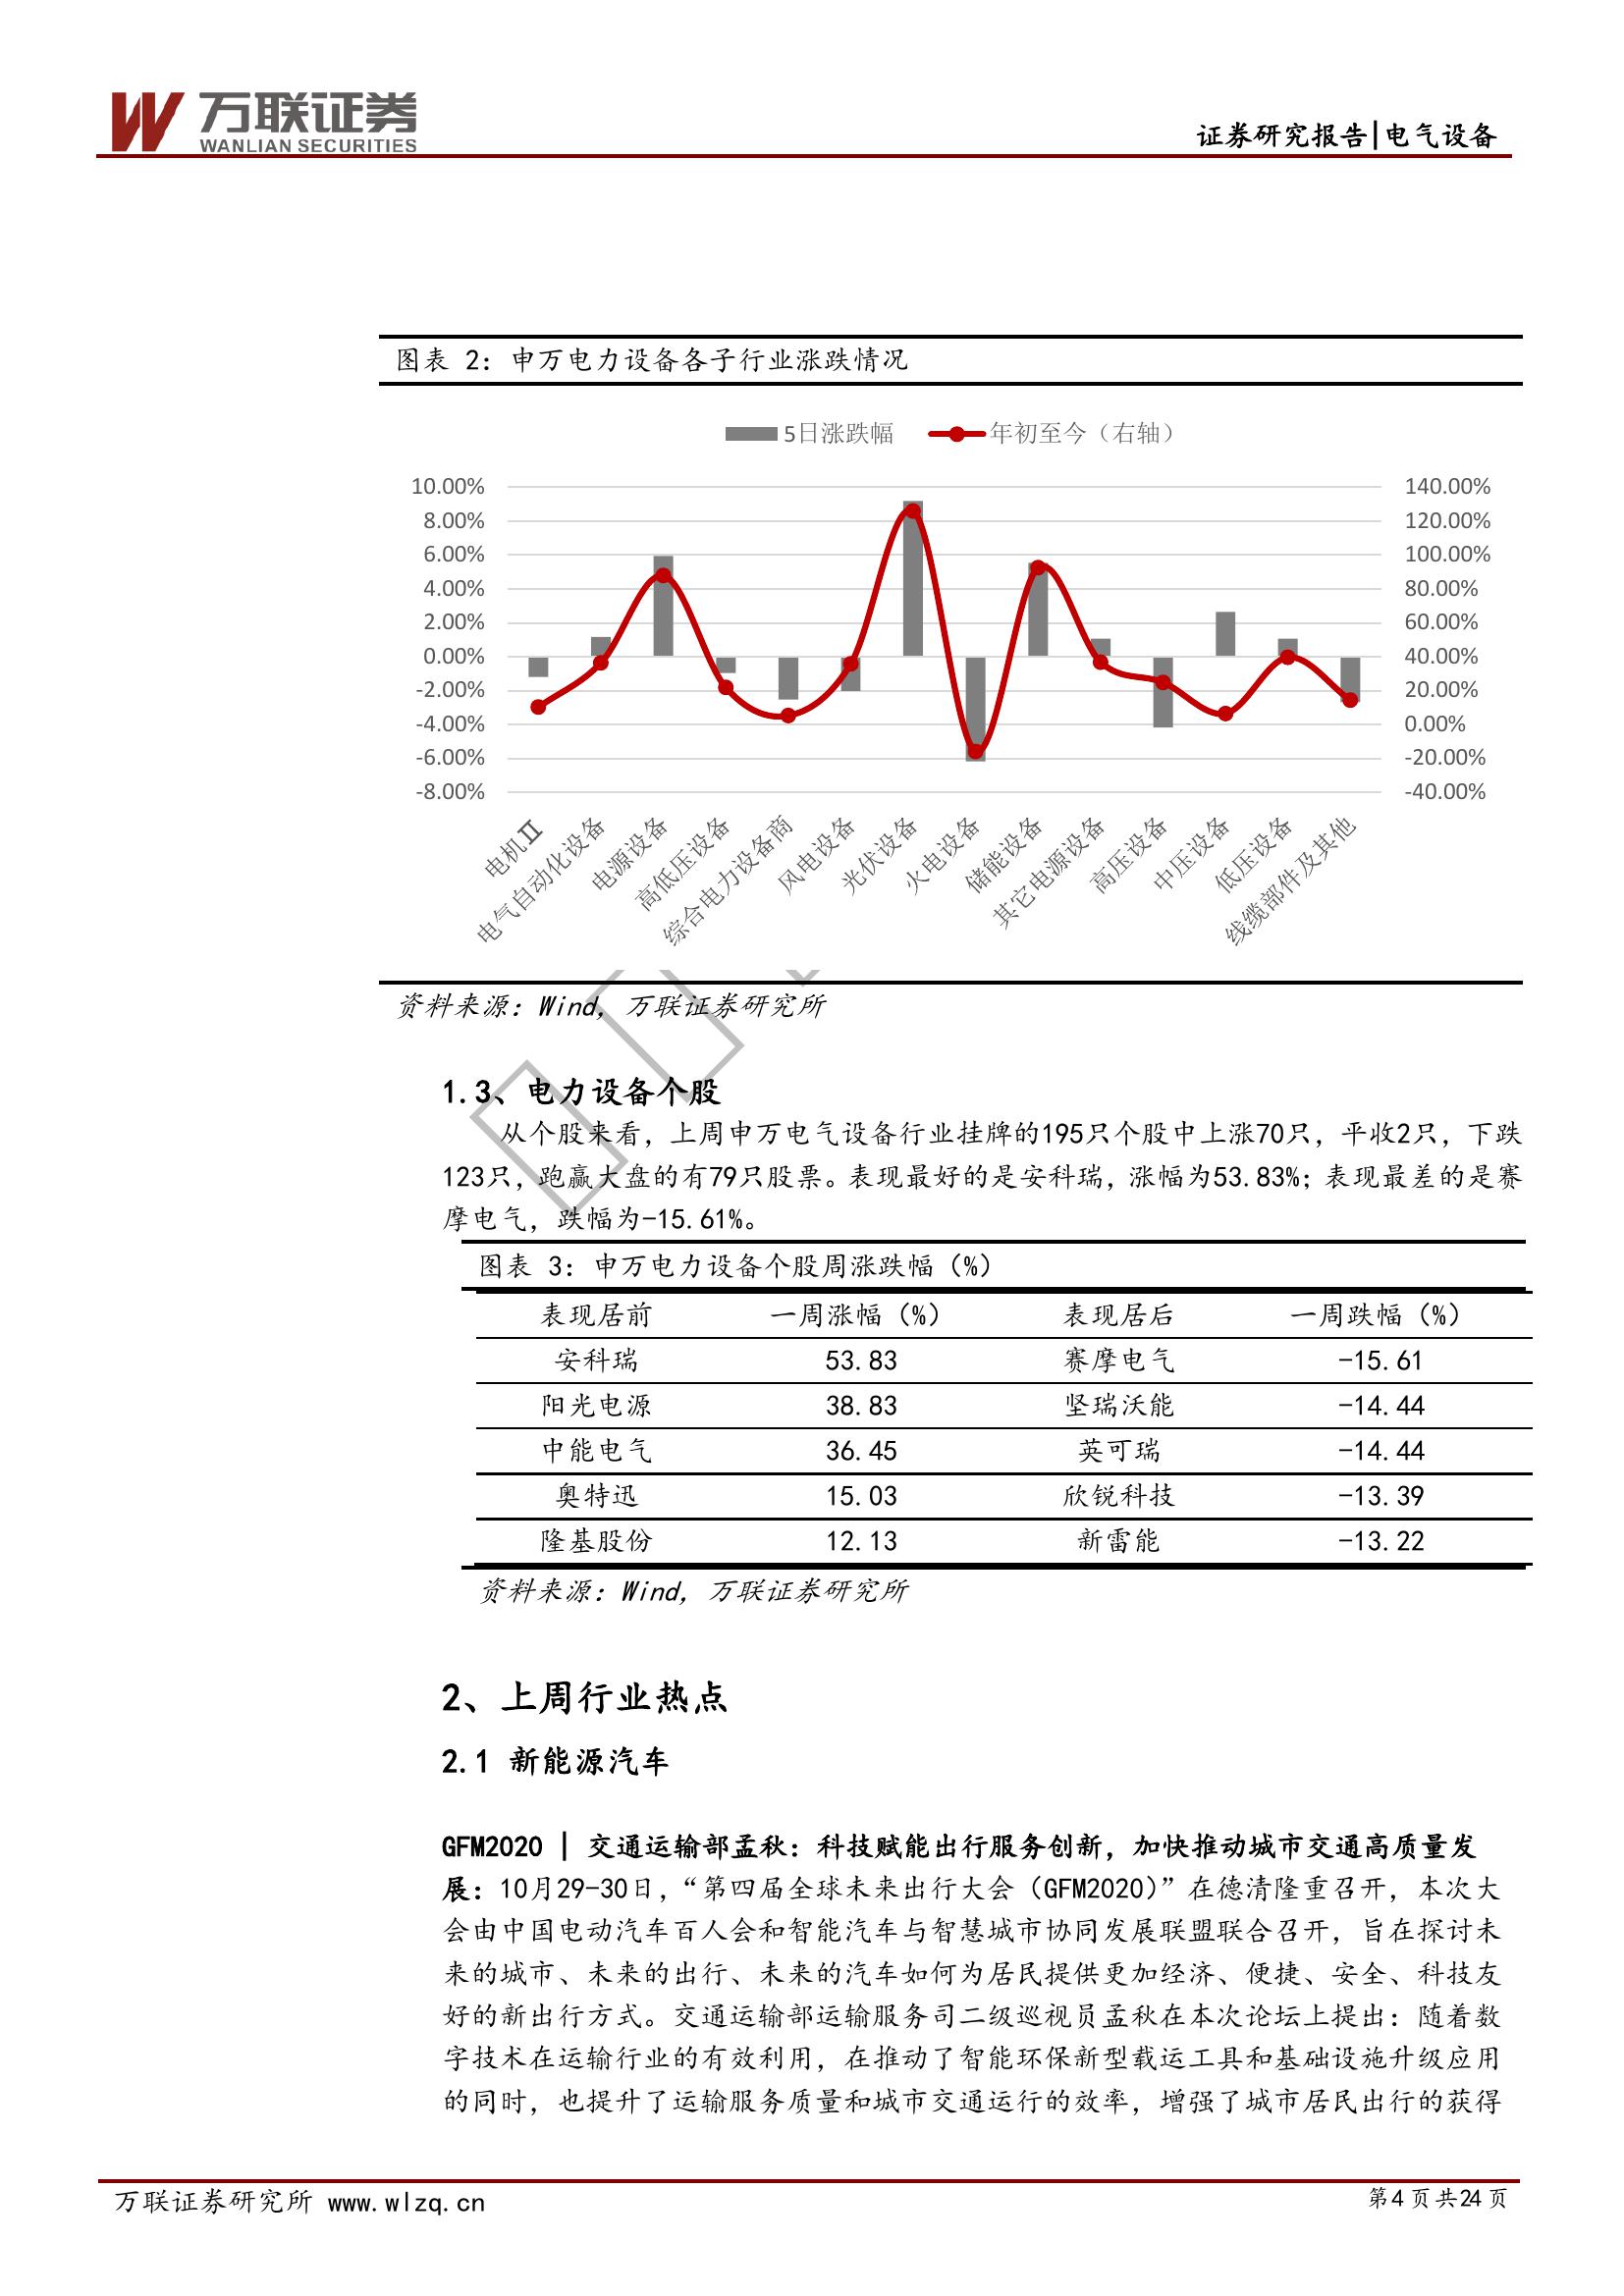 万联证券
WANLIAN SECURITIES
证券研究报告|电气设备
图表 2：申万电力设备各子行业涨跌情况
5日涨跌幅 年初至今（右轴）
10.00% 140.00%
8.00% 120.00%
6.00% 100.00%
4.00% 80.00%
2.00% 60.00%
0.00% 40.00%
-2.00% 20.00%
-4.00% 0.00%
-6.00% -20.00%
-8.00% -40.00%
电机Ⅱ
电气自动化设备
电源设备
高低压设备
综合电力设备商
风电设备
光伏设备
火电设备
储能设备
其它电源设备
高压设备
中压设备
低压设备
线缆部件及其他
资料来源：Wind，万联证券研究所
1.3、电力设备个股
从个股来看，上周申万电气设备行业挂牌的195只个股中上涨70只，平收2只，下跌
123只，跑赢大盘的有79只股票。表现最好的是安科瑞，涨幅为53.83%；表现最差的是赛
摩电气，跌幅为-15.61%。
图表 3：申万电力设备个股周涨跌幅（%）
表现居前 一周涨幅（%） 表现居后 一周跌幅（%）
安科瑞 53.83 赛摩电气 -15.61
阳光电源 38.83 坚瑞沃能 -14.44
中能电气 36.45 英可瑞 -14.44
奥特迅 15.03 欣锐科技 -13.39
隆基股份 12.13 新雷能 -13.22
资料来源：Wind，万联证券研究所
2、上周行业热点
2.1 新能源汽车
GFM2020 | 交通运输部孟秋：科技赋能出行服务创新，加快推动城市交通高质量发
展：10月29-30日，“第四届全球未来出行大会（GFM2020）”在德清隆重召开，本次大
会由中国电动汽车百人会和智能汽车与智慧城市协同发展联盟联合召开，旨在探讨未
来的城市、未来的出行、未来的汽车如何为居民提供更加经济、便捷、安全、科技友
好的新出行方式。交通运输部运输服务司二级巡视员孟秋在本次论坛上提出：随着数
字技术在运输行业的有效利用，在推动了智能环保新型载运工具和基础设施升级应用
的同时，也提升了运输服务质量和城市交通运行的效率，增强了城市居民出行的获得
万联证券研究所 www.wlzq.cn 第4页共24页